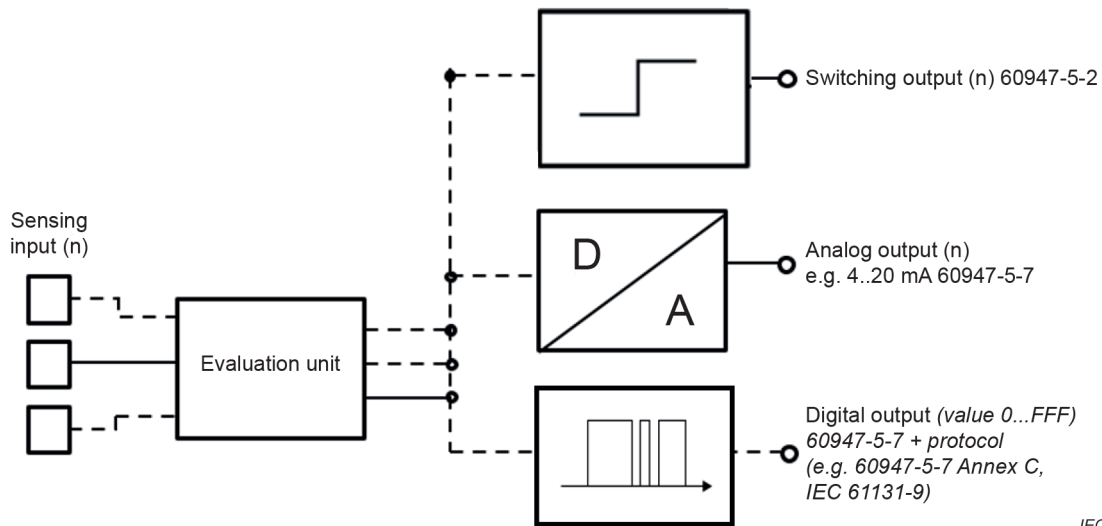 Switching output (n) 60947-5-2
Sensing
input (n)
D
A
Analog output (n)
e.g. 4..20 mA 60947-5-7
Evaluation unit
Digital output (value 0...FFF)
60947-5-7 + protocol
(e.g. 60947-5-7 Annex C,
IEC 61131-9)
IEC